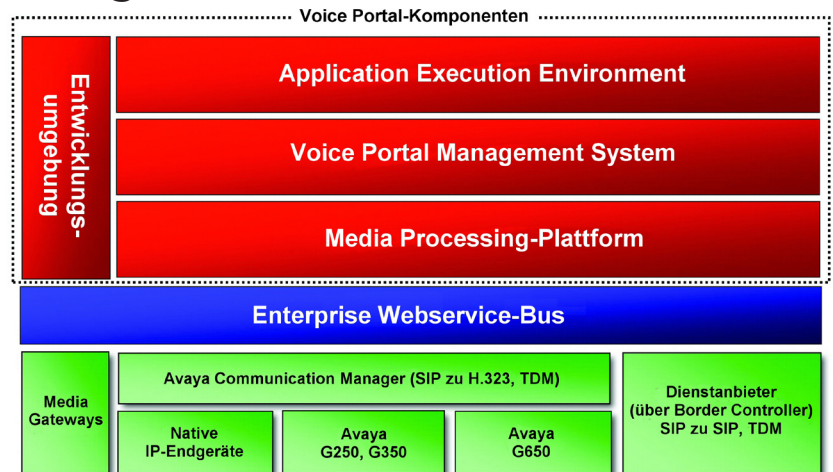 Voice Portal-Komponenten
Entwicklungs-
umgebung
Application Execution Environment
Voice Portal Management System
Media Processing-Plattform
Enterprise Webservice-Bus
Media
Gateways
Avaya Communication Manager (SIP zu H.323, TDM)
Native
IP-Endgeräte
Avaya
G250, G350
Avaya
G650
Dienstanbieter
(über Border Controller)
SIP zu SIP, TDM